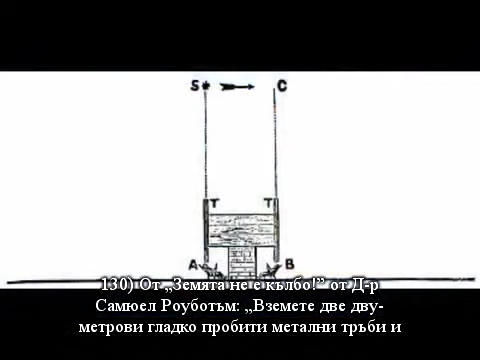 S C
T T
A B
130) От „Земята не е кълбо!” от Д-р
Самюел Роуботъм: „Вземете две дву-
метрови гладко пробити метални тръби и